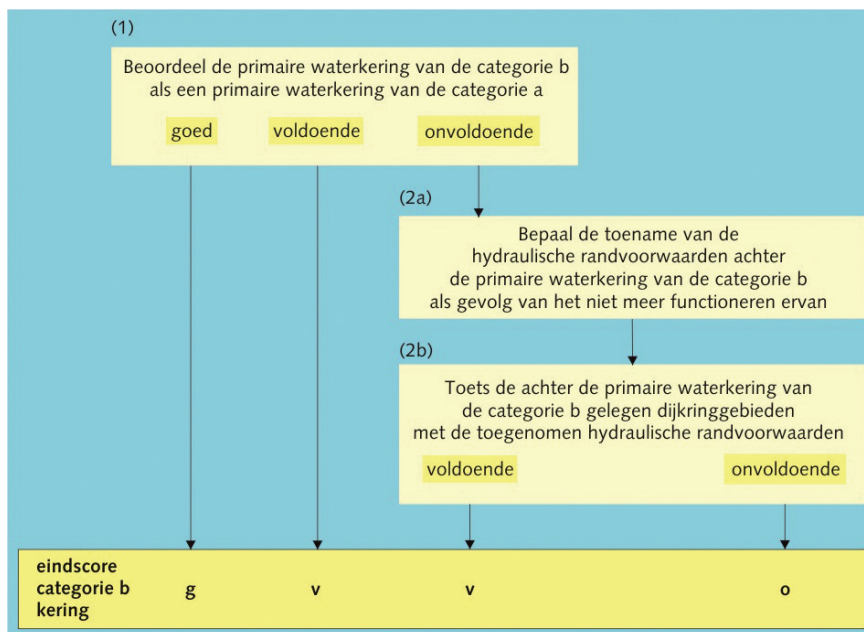 (1)
Beoordeel de primaire waterkering van de categorie b
als een primaire waterkering van de categorie a
goed voldoende onvoldoende
(2a)
Bepaal de toename van de
hydraulische randvoorwaarden achter
de primaire waterkering van de categorie b
als gevolg van het niet meer functioneren ervan
(2b)
Toets de achter de primaire waterkering van
de categorie b gelegen dijkringgebieden
met de toegenomen hydraulische randvoorwaarden
voldoende onvoldoende
eindscore
categorie b g v v o
kering